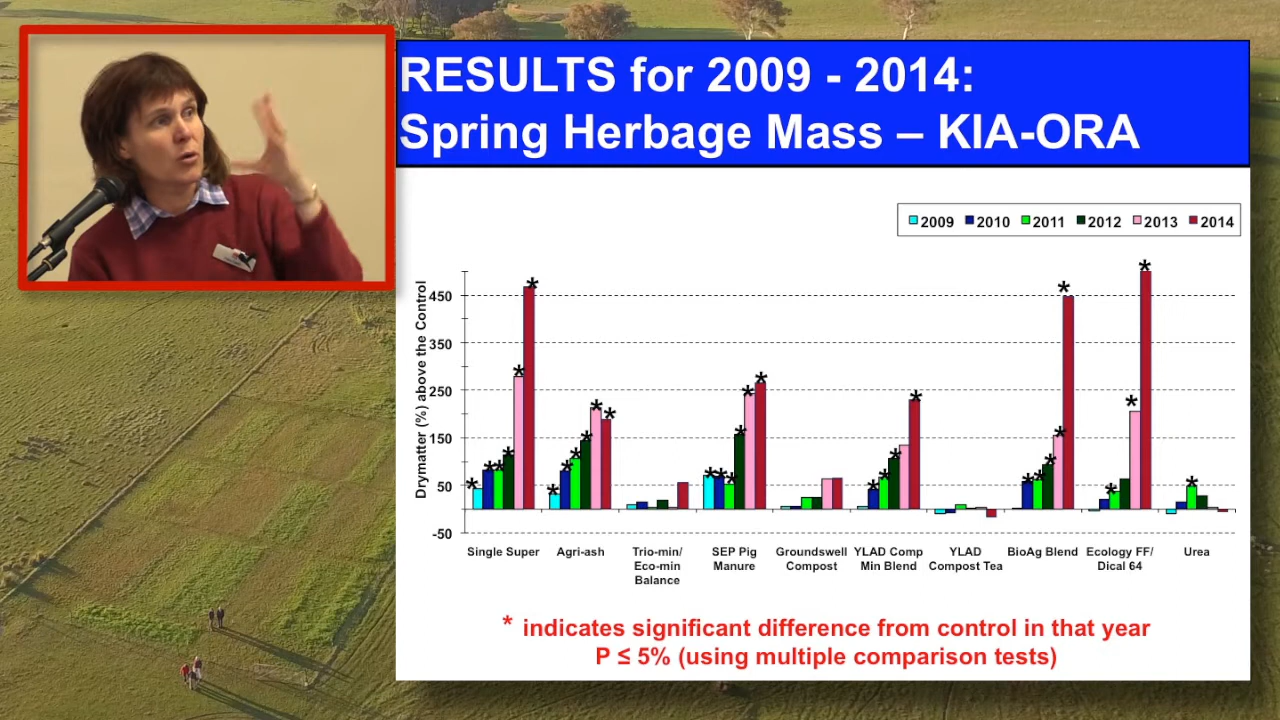 RESULTS for 2009 - 2014:
Spring Herbage Mass – KIA-ORA
2009 2010 2011 2012 2013 2014
Drymatter (%) above the Control
450
350
250
150
50
-50
Single Super
Agri-ash
Trio-min/
Eco-min
Balance
SEP Pig
Manure
Groundswell
Compost
YLAD Comp
Min Blend
YLAD
Compost Tea
BioAg Blend
Ecology FF/
Dical 64
Urea
* indicates significant difference from control in that year
P ≤ 5% (using multiple comparison tests)